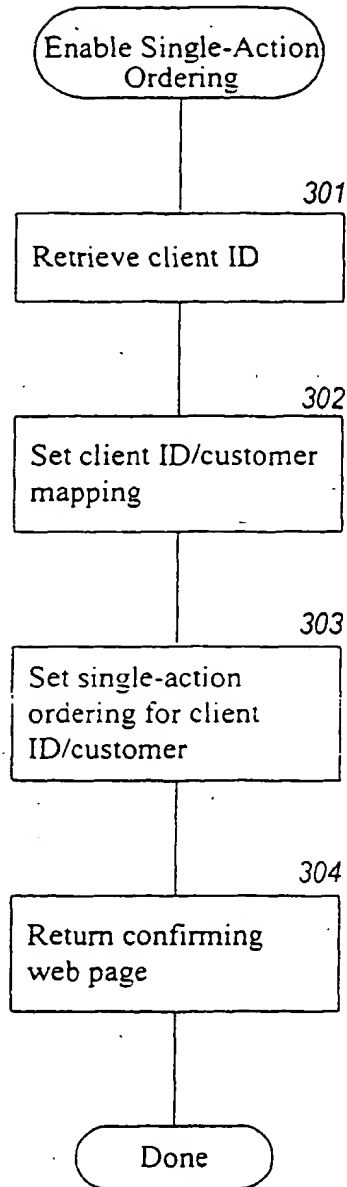 Enable Single-Action
Ordering
301
Retrieve client ID
302
Set client ID/customer
mapping
303
Set single-action
ordering for client
ID/customer
304
Return confirming
web page
Done